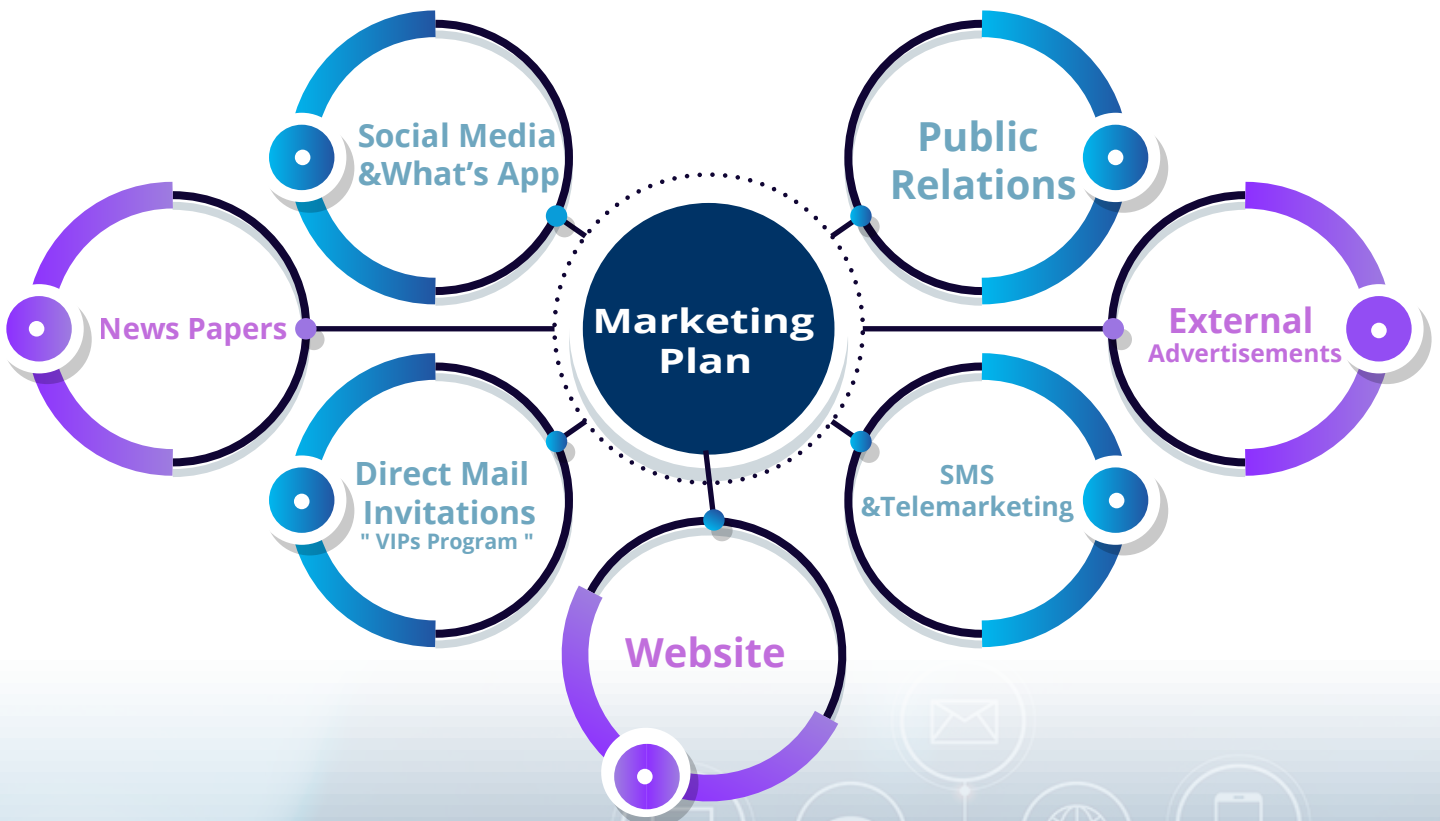 Social Media
&What’s App
Public
Relations
News Papers
Marketing
Plan
External
Advertisements
Direct Mail
Invitations
" VIPs Program "
SMS
&Telemarketing
Website